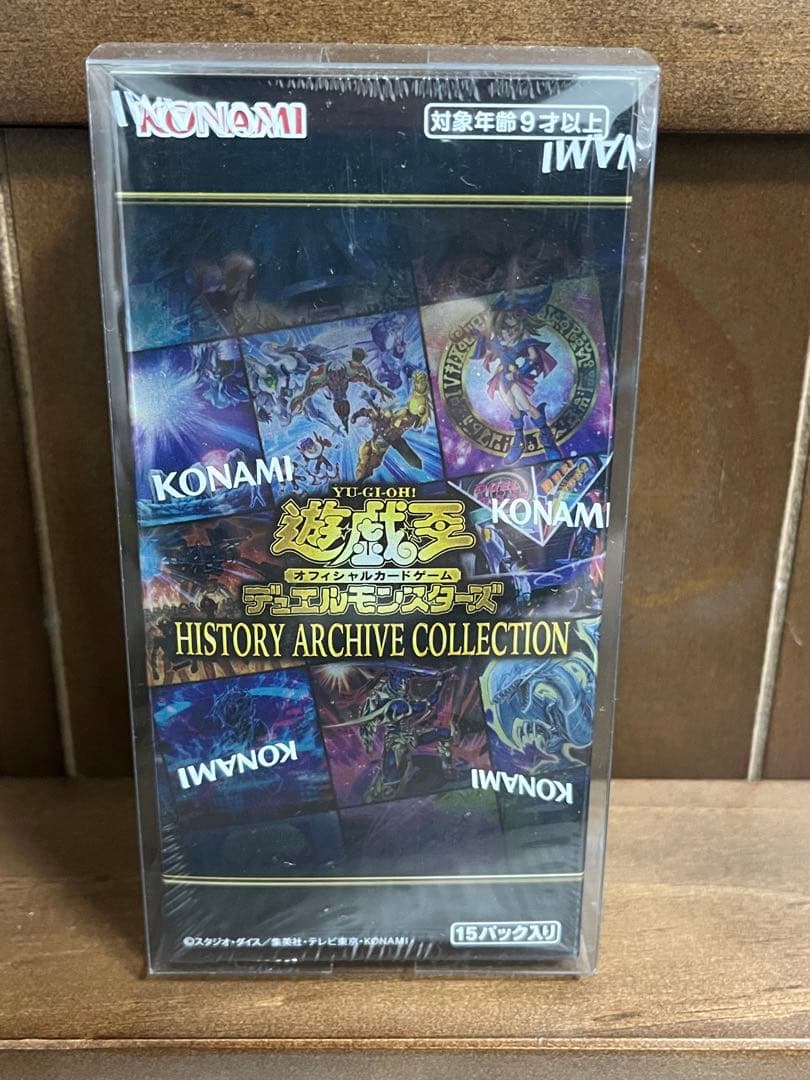 KONAMI
対象年齢9才以上
KONAMI
KONAMI
YU-GI-OH!
遊戯王
KONAMI
オフィシャルカードゲーム
デュエルモンスターズ
HISTORY ARCHIVE COLLECTION
KONAMI
KONAMI
©スタジオ・ダイス/集英社・テレビ東京・KONAMI
15パック入り